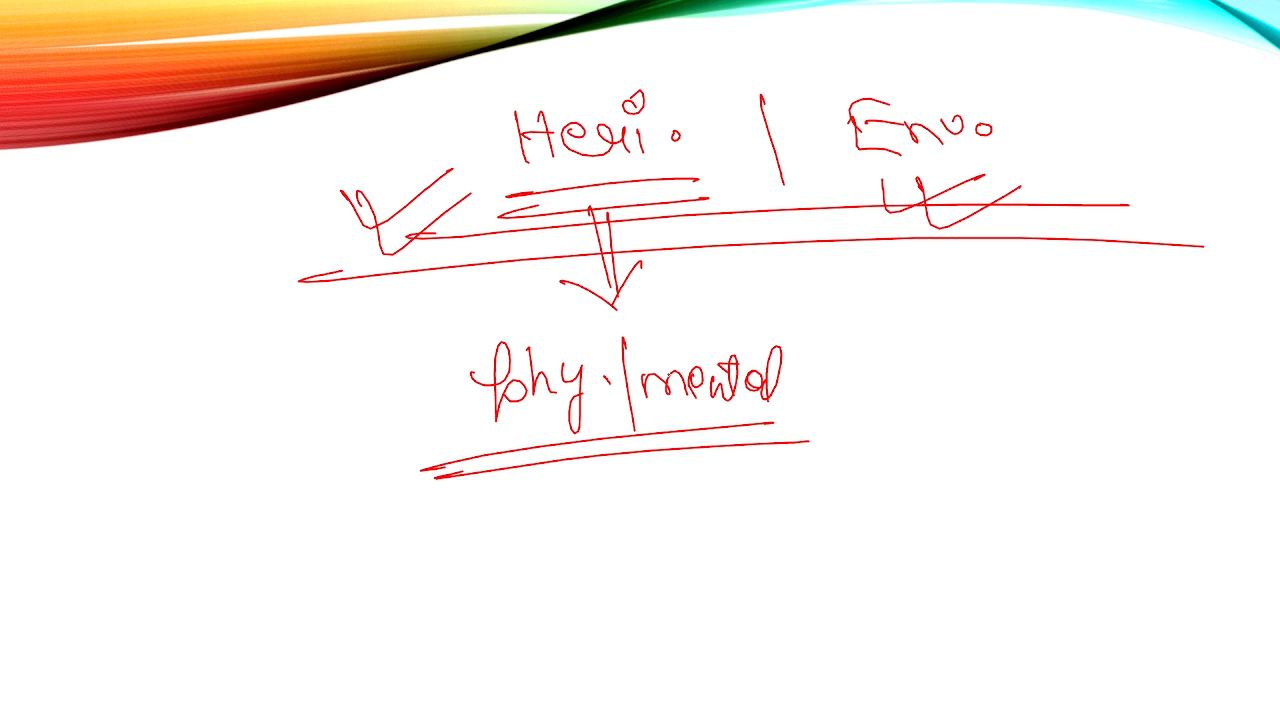 Heri. | Env.
phy. | mental